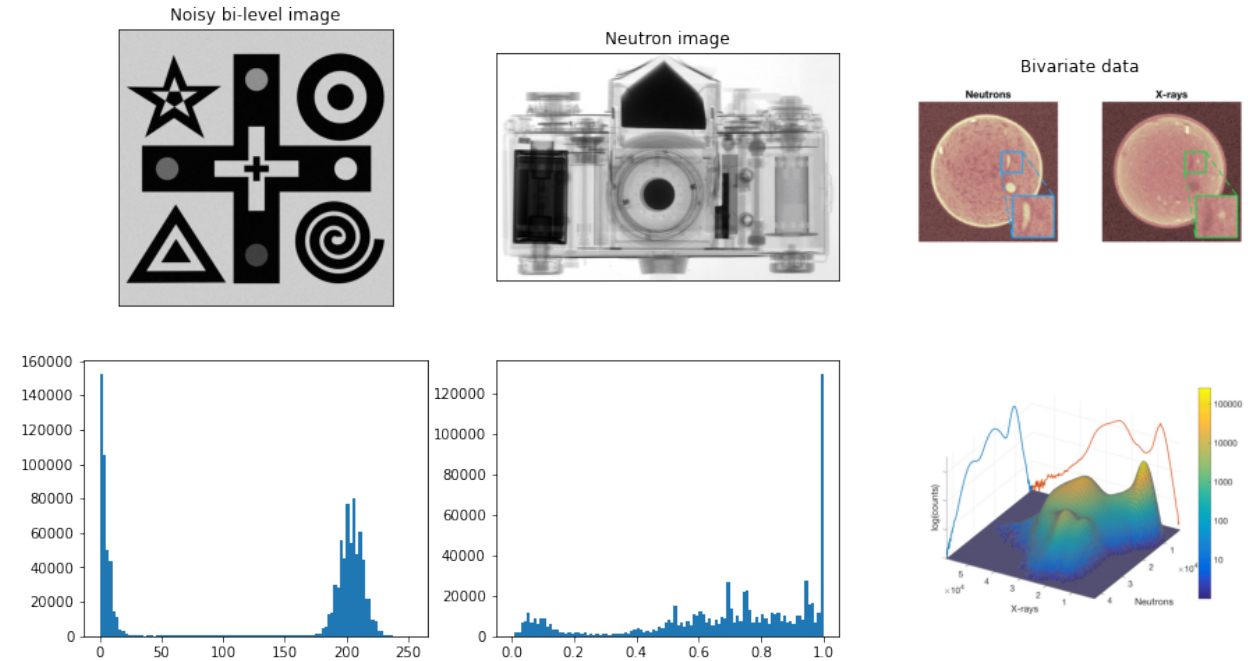 Noisy bi-level image
Neutron image
Bivariate data
Neutrons
X-rays
160000
140000
120000
100000
80000
60000
40000
20000
0
0 50 100 150 200 250
120000
100000
80000
60000
40000
20000
0
0.0 0.2 0.4 0.6 0.8 1.0
log(counts)
5 4 3 2 1
×10⁴
X-rays
4 3 2 1
×10⁴
Neutrons
100000
10000
1000
100
10